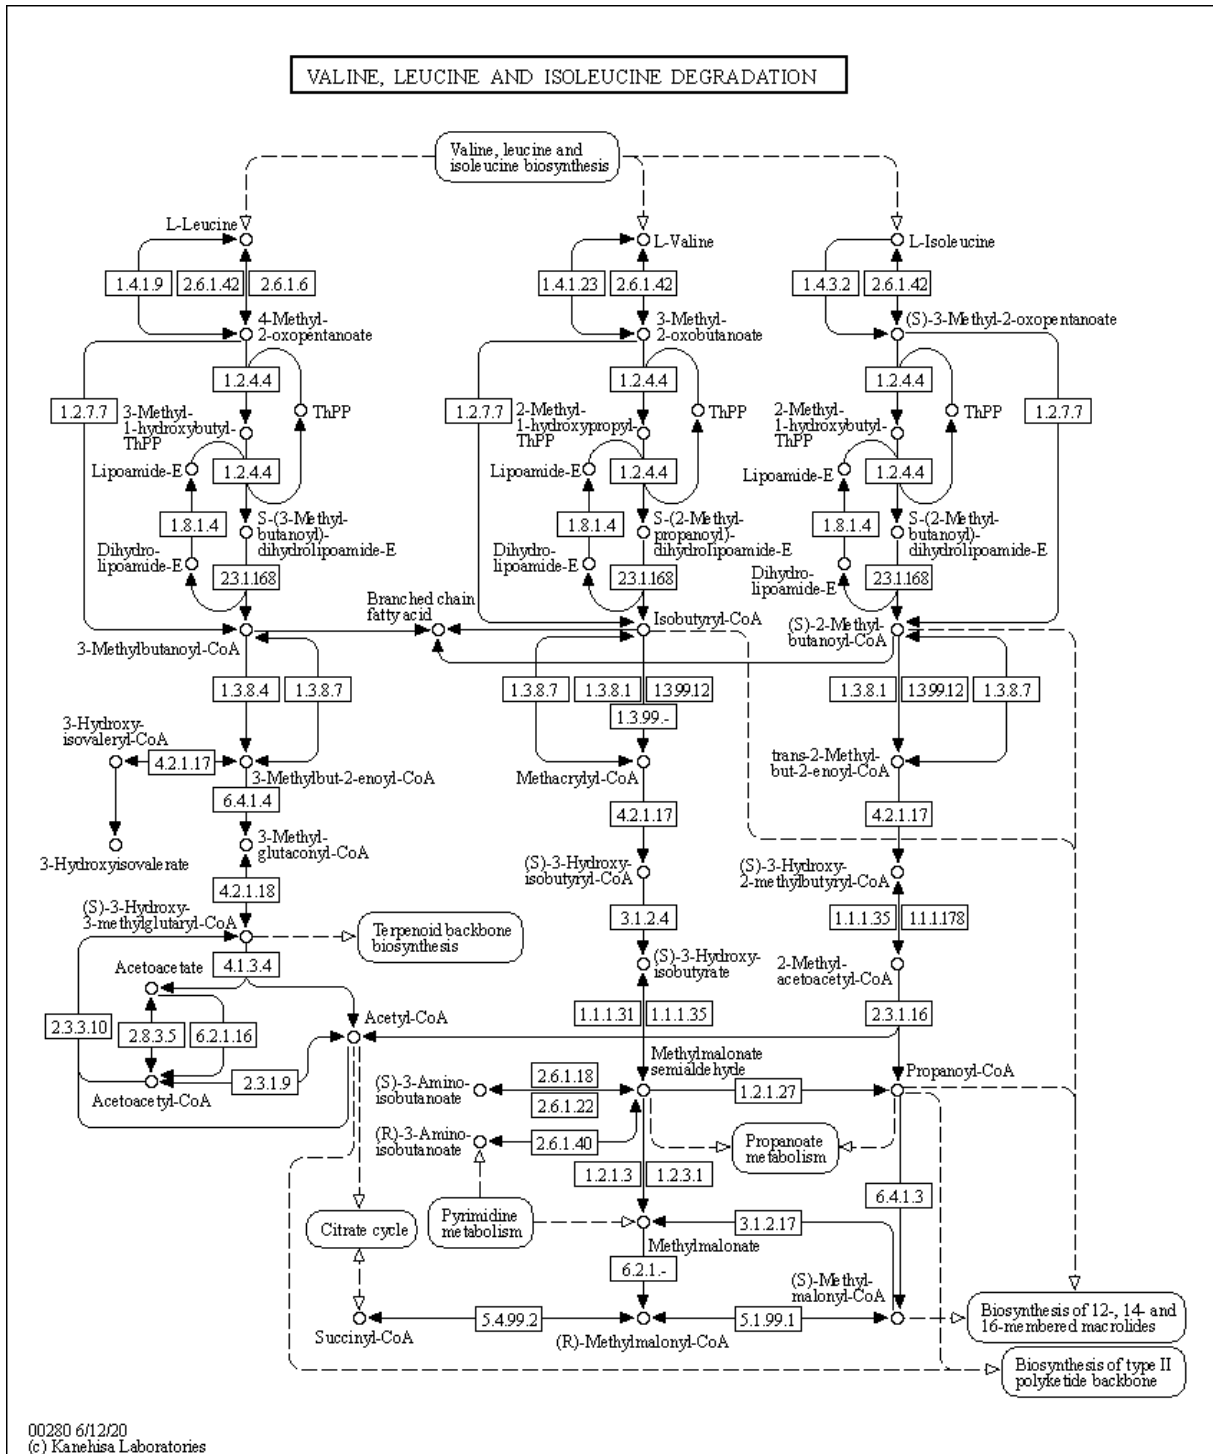 VALINE, LEUCINE AND ISOLEUCINE DEGRADATION
Valine, leucine and
isoleucine biosynthesis
L-Leucine
L-Valine
L-Isoleucine
1.4.1.9
2.6.1.42
2.6.1.6
1.4.1.23
2.6.1.42
1.4.3.2
2.6.1.42
4-Methyl-
2-oxopentanoate
3-Methyl-
2-oxobutanoate
(S)-3-Methyl-2-oxopentanoate
1.2.4.4
1.2.4.4
1.2.4.4
1.2.7.7
ThPP
1.2.7.7
ThPP
ThPP
1.2.7.7
3-Methyl-
1-hydroxybutyl-
ThPP
2-Methyl-
1-hydroxypropyl-
ThPP
2-Methyl-
1-hydroxybutyl-
ThPP
Lipoamide-E
1.2.4.4
Lipoamide-E
1.2.4.4
Lipoamide-E
1.2.4.4
1.8.1.4
S-(3-Methyl-
butanoyl)-
dihydrolipoamide-E
1.8.1.4
S-(2-Methyl-
propanoyl)-
dihydrolipoamide-E
1.8.1.4
S-(2-Methyl-
butanoyl)-
dihydrolipoamide-E
Dihydro-
lipoamide-E
2.3.1.168
Dihydro-
lipoamide-E
2.3.1.168
Dihydro-
lipoamide-E
2.3.1.168
Branched chain
fatty acid
3-Methylbutanoyl-CoA
Isobutyryl-CoA
(S)-2-Methyl-
butanoyl-CoA
1.3.8.4
1.3.8.7
1.3.8.7
1.3.8.1
1.3.99.12
1.3.99.-
1.3.8.1
1.3.99.12
1.3.8.7
3-Hydroxy-
isovaleryl-CoA
4.2.1.17
3-Methylbut-2-enoyl-CoA
Methacrylyl-CoA
trans-2-Methyl-
but-2-enoyl-CoA
6.4.1.4
4.2.1.17
4.2.1.17
3-Hydroxyisovalerate
3-Methyl-
glutaconyl-CoA
(S)-3-Hydroxy-
isobutyryl-CoA
(S)-3-Hydroxy-
2-methylbutyryl-CoA
4.2.1.18
3.1.2.4
1.1.1.35
1.1.1.178
(S)-3-Hydroxy-
3-methylglutaryl-CoA
Terpenoid backbone
biosynthesis
(S)-3-Hydroxy-
isobutyrate
2-Methyl-
acetoacetyl-CoA
4.1.3.4
Acetoacetate
2.3.3.10
2.8.3.5
6.2.1.16
Acetyl-CoA
1.1.1.31
1.1.1.35
2.3.1.16
2.3.1.9
Acetoacetyl-CoA
Methylmalonate
semialdehyde
Propanoyl-CoA
(S)-3-Amino-
isobutanoate
2.6.1.18
2.6.1.22
1.2.1.27
(R)-3-Amino-
isobutanoate
2.6.1.40
Propanoate
metabolism
1.2.1.3
1.2.3.1
6.4.1.3
Citrate cycle
Pyrimidine
metabolism
3.1.2.17
Methylmalonate
6.2.1.-
(S)-Methyl-
malonyl-CoA
Succinyl-CoA
5.4.99.2
(R)-Methylmalonyl-CoA
5.1.99.1
Biosynthesis of 12-, 14- and
16-membered macrolides
Biosynthesis of type II
polyketide backbone
00280 6/12/20
(c) Kanehisa Laboratories